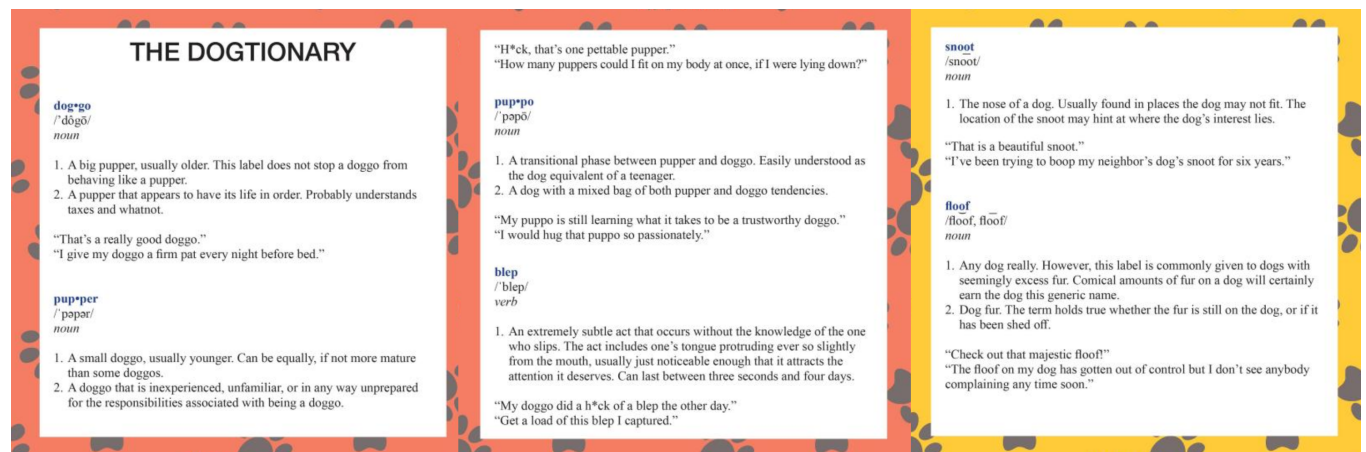 THE DOGTIONARY
dog•go
/ˈdôgō/
noun
1. A big pupper, usually older. This label does not stop a doggo from
behaving like a pupper.
2. A pupper that appears to have its life in order. Probably understands
taxes and whatnot.
“That’s a really good doggo.”
“I give my doggo a firm pat every night before bed.”
pup•per
/ˈpəpər/
noun
1. A small doggo, usually younger. Can be equally, if not more mature
than some doggos.
2. A doggo that is inexperienced, unfamiliar, or in any way unprepared
for the responsibilities associated with being a doggo.
“H*ck, that’s one pettable pupper.”
“How many puppers could I fit on my body at once, if I were lying down?”
pup•po
/ˈpəpō/
noun
1. A transitional phase between pupper and doggo. Easily understood as
the dog equivalent of a teenager.
2. A dog with a mixed bag of both pupper and doggo tendencies.
“My puppo is still learning what it takes to be a trustworthy doggo.”
“I would hug that puppo so passionately.”
blep
/ˈblep/
verb
1. An extremely subtle act that occurs without the knowledge of the one
who slips. The act includes one’s tongue protruding ever so slightly
from the mouth, usually just noticeable enough that it attracts the
attention it deserves. Can last between three seconds and four days.
“My doggo did a h*ck of a blep the other day.”
“Get a load of this blep I captured.”
snoot
/sno͞ot/
noun
1. The nose of a dog. Usually found in places the dog may not fit. The
location of the snoot may hint at where the dog’s interest lies.
“That is a beautiful snoot.”
“I’ve been trying to boop my neighbor’s dog’s snoot for six years.”
floof
/flo͞of, flo͞of/
noun
1. Any dog really. However, this label is commonly given to dogs with
seemingly excess fur. Comical amounts of fur on a dog will certainly
earn the dog this generic name.
2. Dog fur. The term holds true whether the fur is still on the dog, or if it
has been shed off.
“Check out that majestic floof!”
“The floof on my dog has gotten out of control but I don’t see anybody
complaining any time soon.”